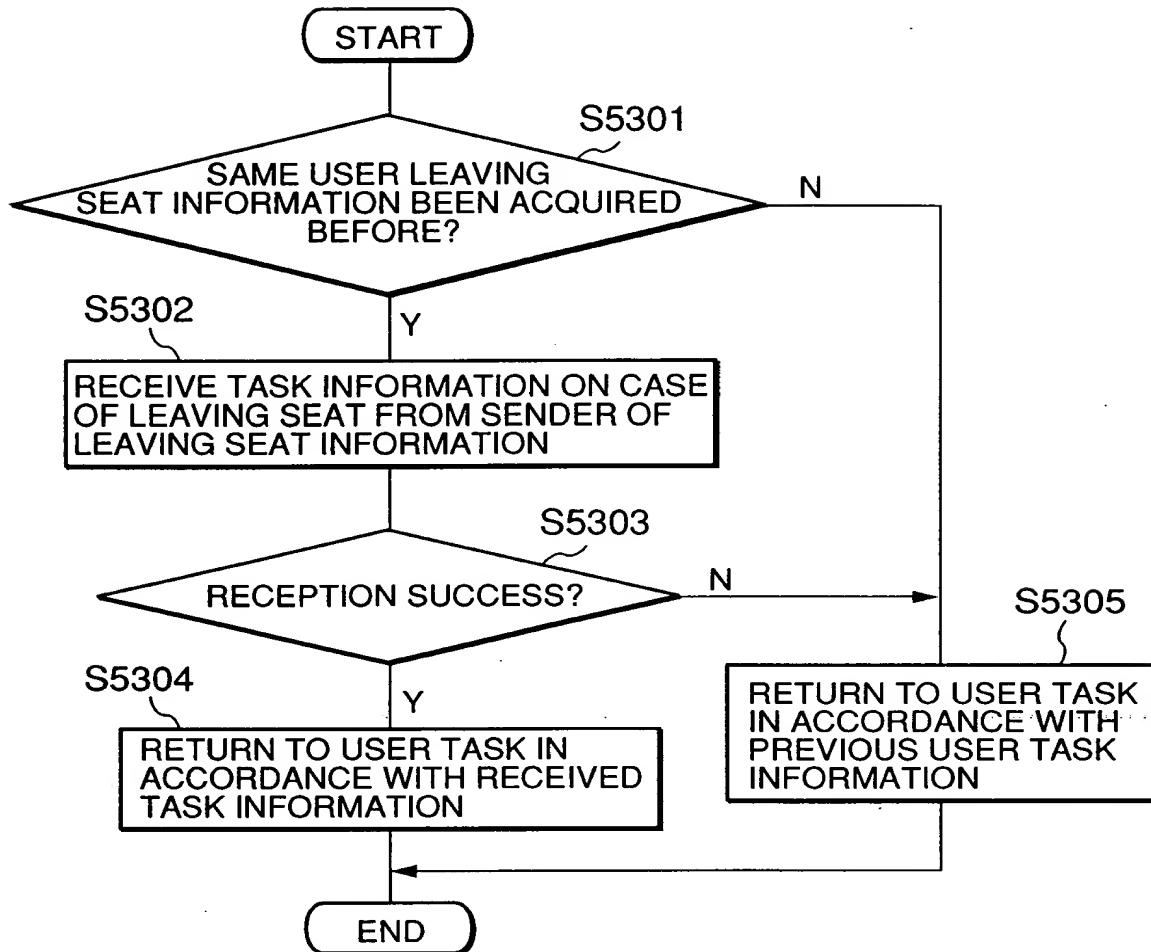 START
S5301
SAME USER LEAVING
SEAT INFORMATION BEEN ACQUIRED
BEFORE?
N
Y
S5302
RECEIVE TASK INFORMATION ON CASE
OF LEAVING SEAT FROM SENDER OF
LEAVING SEAT INFORMATION
S5303
RECEPTION SUCCESS?
N
Y
S5304
RETURN TO USER TASK IN
ACCORDANCE WITH RECEIVED
TASK INFORMATION
S5305
RETURN TO USER TASK
IN ACCORDANCE WITH
PREVIOUS USER TASK
INFORMATION
END